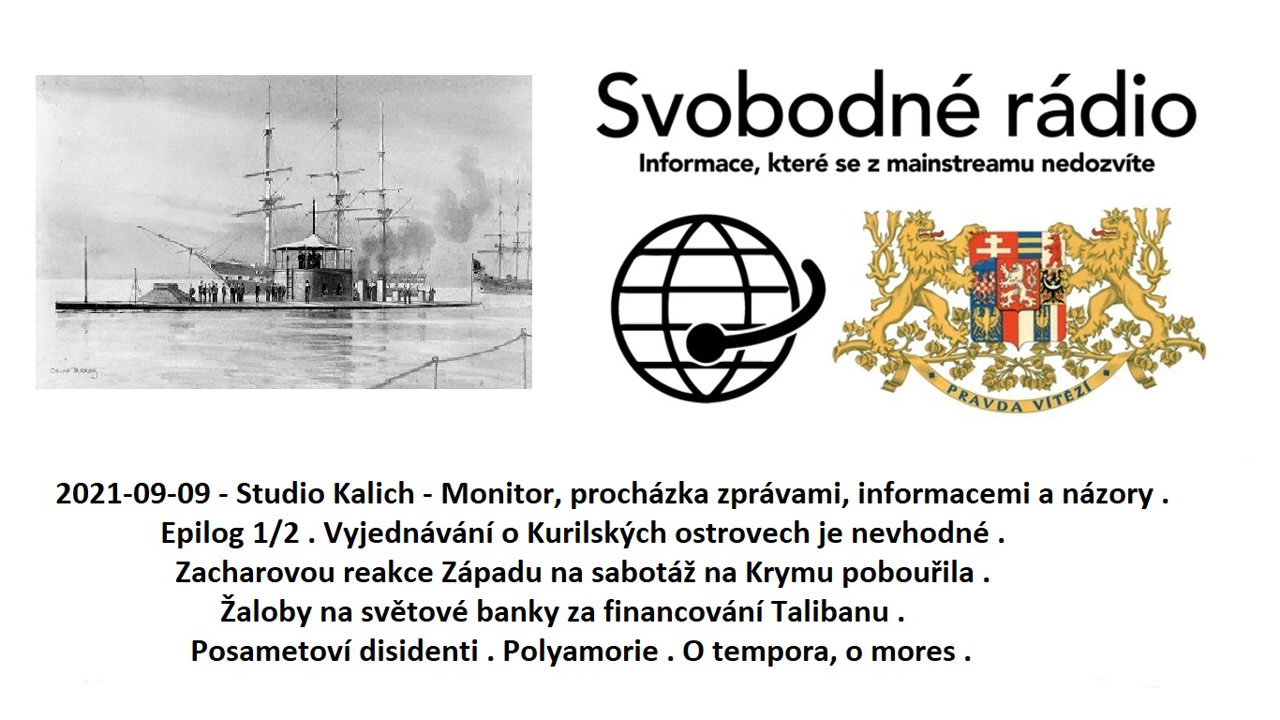 Svobodné rádio
Informace, které se z mainstreamu nedozvíte
PRAVDA VÍTĚZÍ
2021-09-09 - Studio Kalich - Monitor, procházka zprávami, informacemi a názory .
Epilog 1/2 . Vyjednávání o Kurilských ostrovech je nevhodné .
Zacharovou reakce Západu na sabotáž na Krymu pobouřila .
Žaloby na světové banky za financování Talibanu .
Posametoví disidenti . Polyamorie . O tempora, o mores .